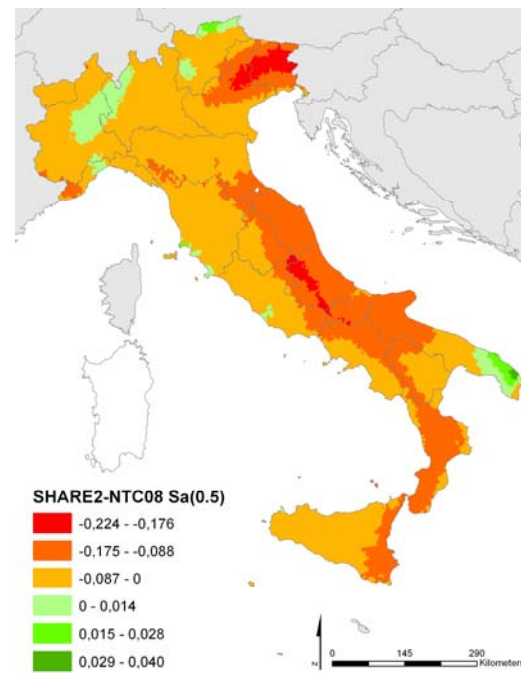 SHARE2-NTC08 Sa(0.5)
-0,224 - -0,176
-0,175 - -0,088
-0,087 - 0
0 - 0,014
0,015 - 0,028
0,029 - 0,040
N
0 145 290
Kilometers